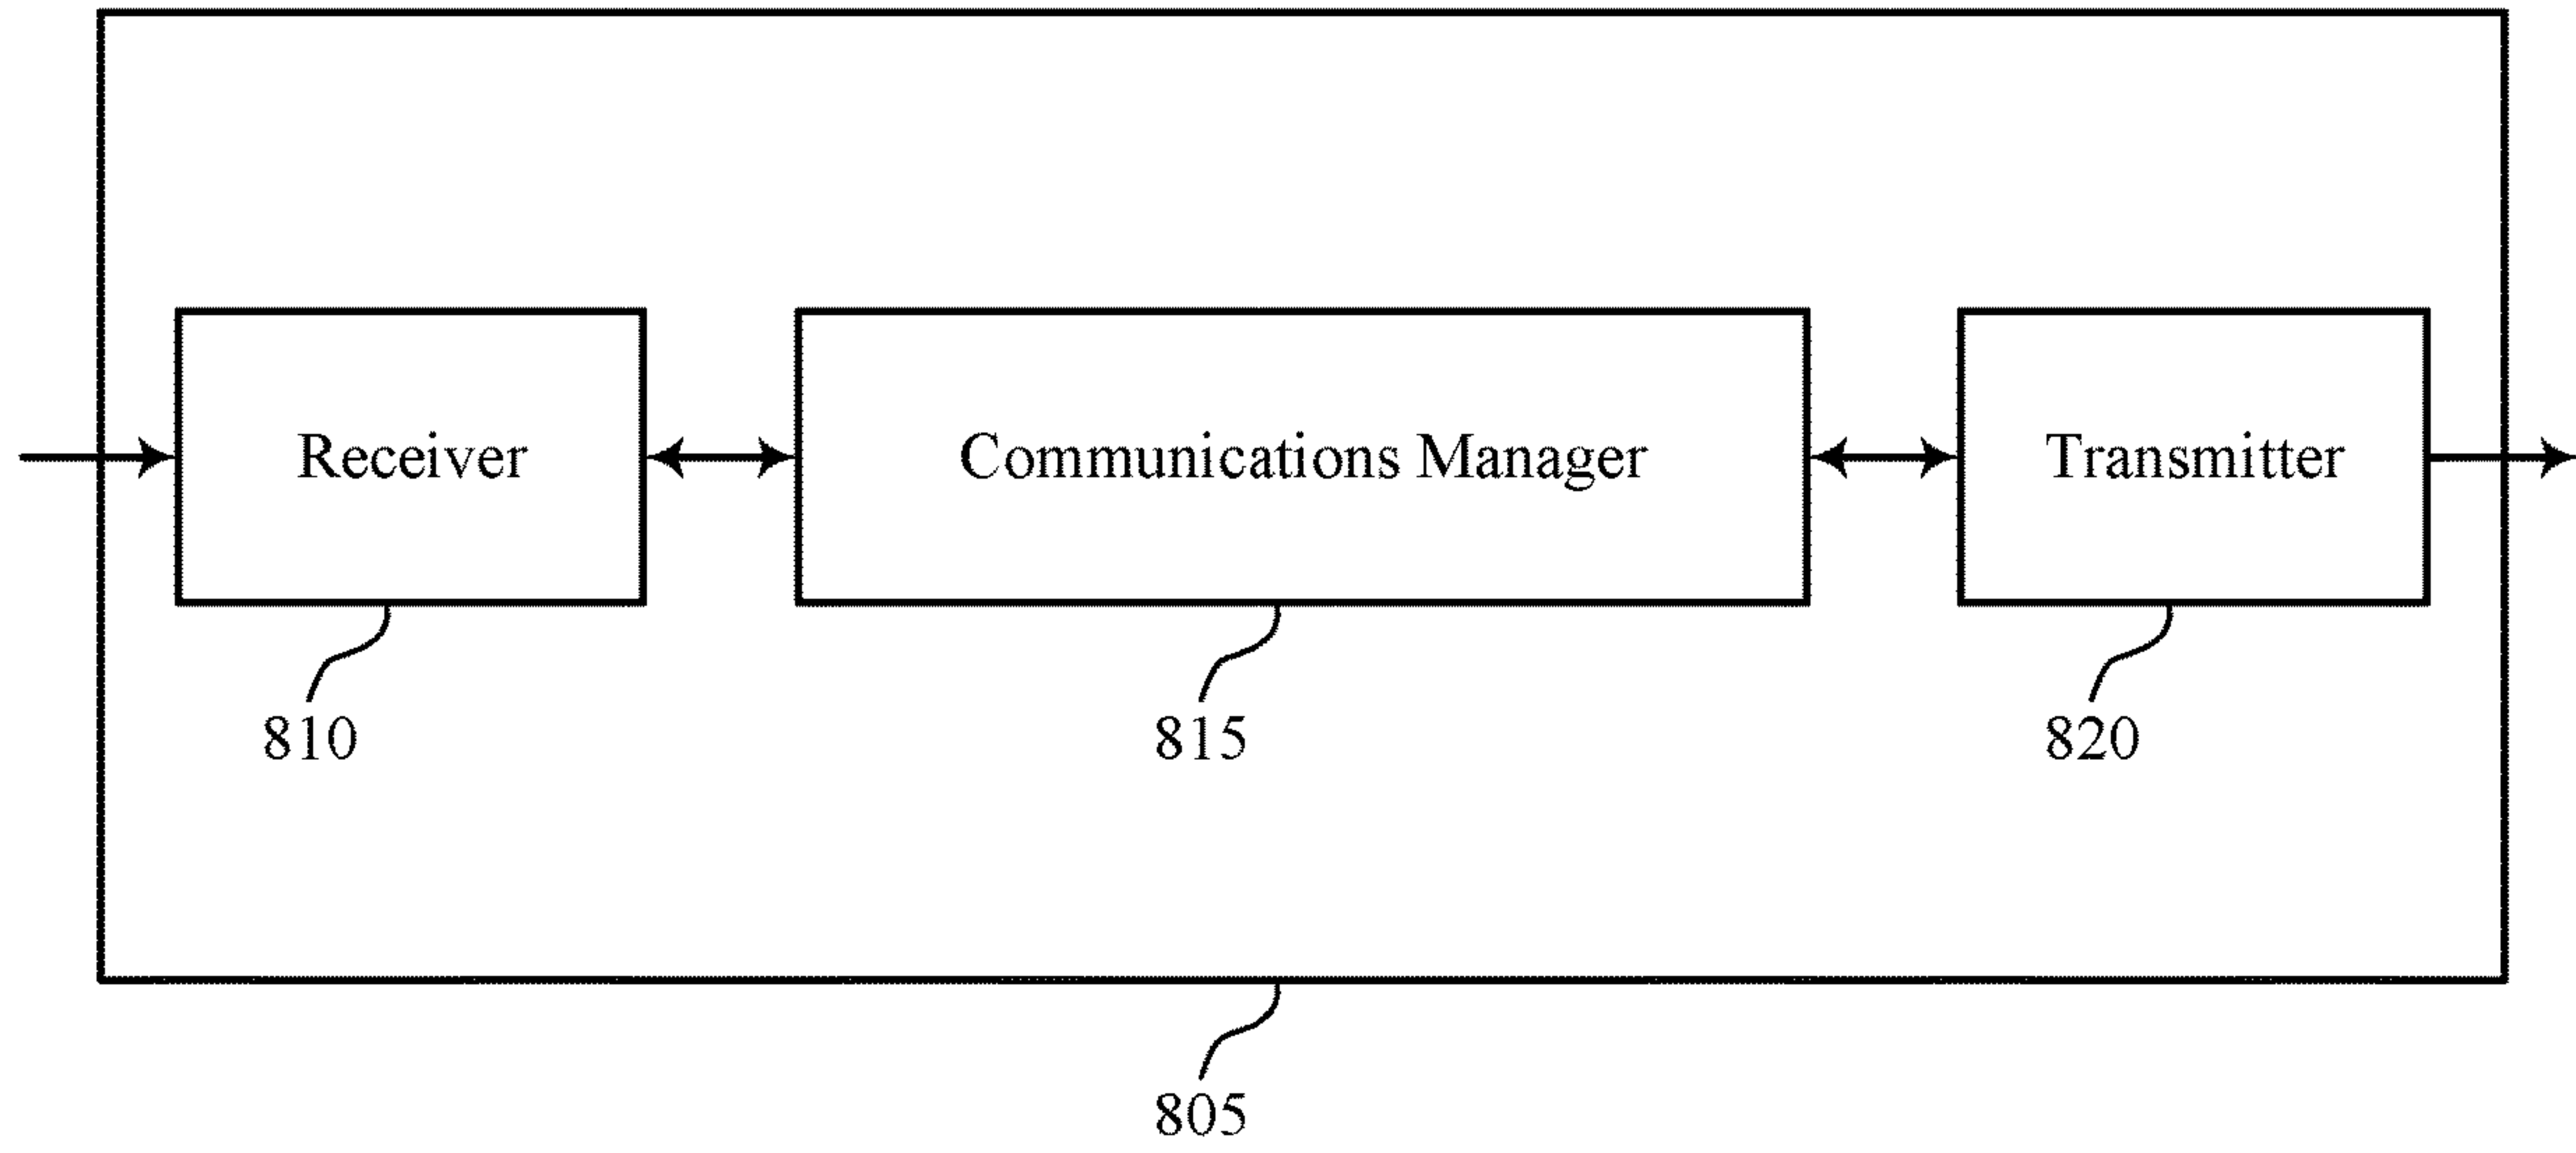 Receiver
Communications Manager
Transmitter
810
815
820
805